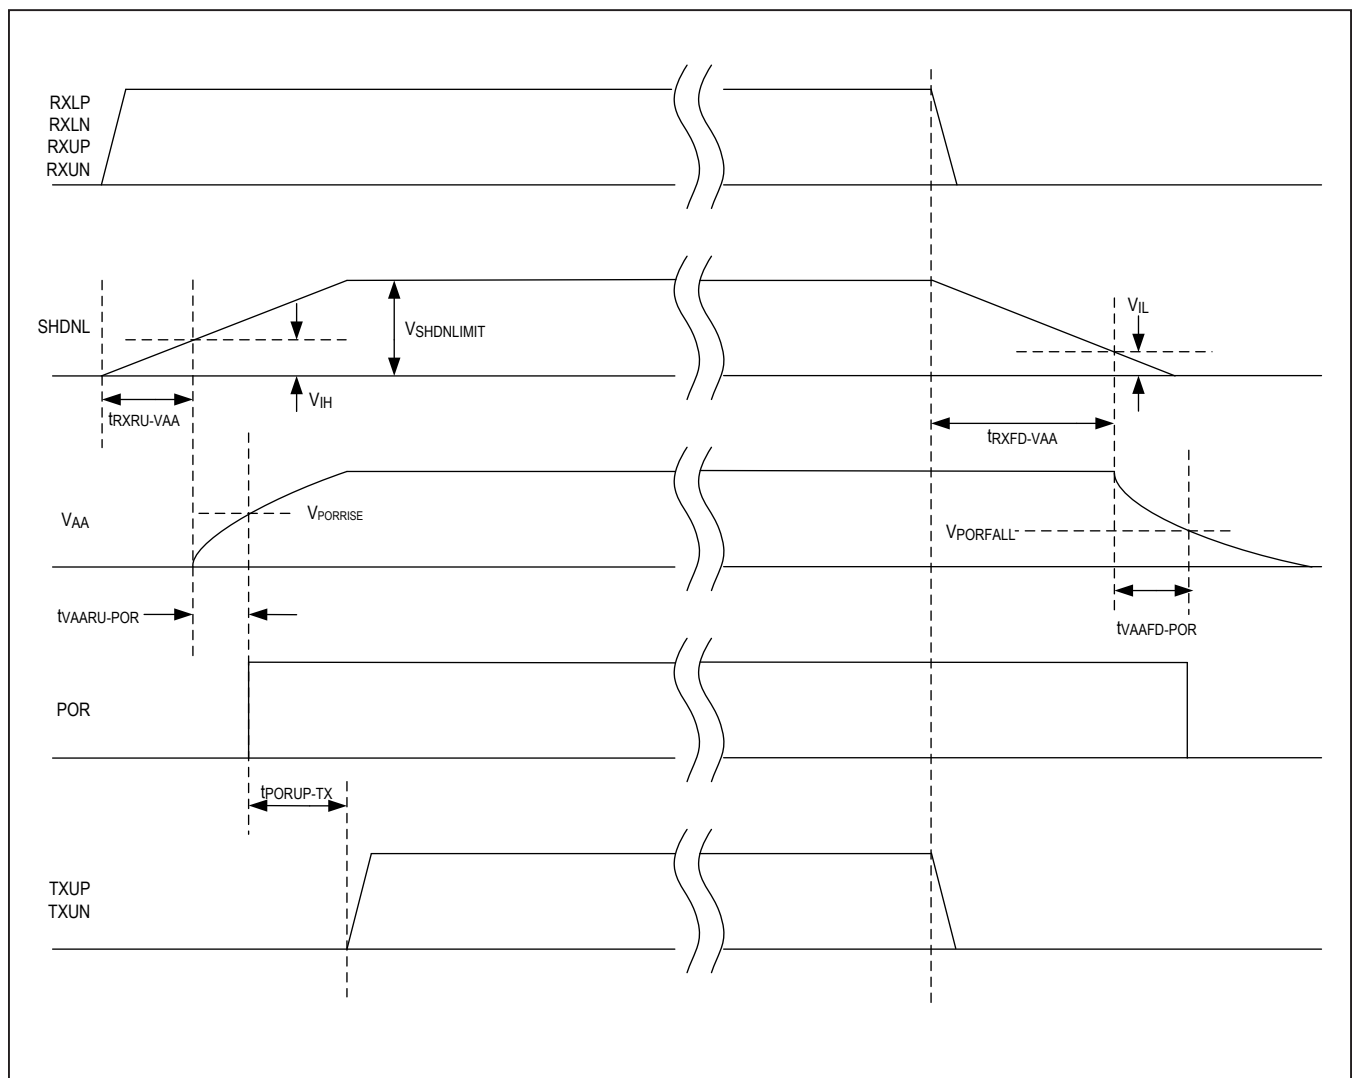 RXLP
RXLN
RXUP
RXUN
SHDNL
VSHDNLIMIT
VIL
VIH
tRXRU-VAA
tRXFD-VAA
VAA
VPORRISE
VPORFALL
tVAARU-POR
tVAAFD-POR
POR
tPORUP-TX
TXUP
TXUN